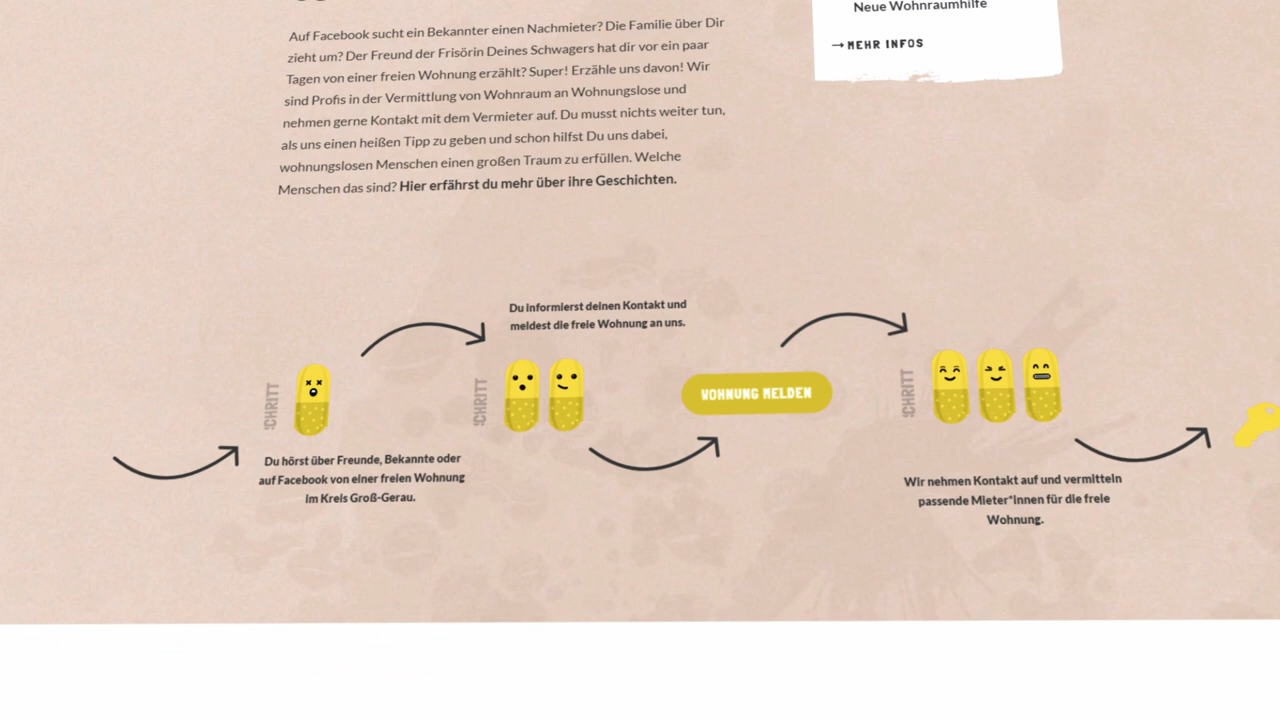 Neue Wohnraumhilfe
→MEHR INFOS
Auf Facebook sucht ein Bekannter einen Nachmieter? Die Familie über Dir
zieht um? Der Freund der Frisörin Deines Schwagers hat dir vor ein paar
Tagen von einer freien Wohnung erzählt? Super! Erzähle uns davon! Wir
sind Profis in der Vermittlung von Wohnraum an Wohnungslose und
nehmen gerne Kontakt mit dem Vermieter auf. Du musst nichts weiter tun,
als uns einen heißen Tipp zu geben und schon hilfst Du uns dabei,
wohnungslosen Menschen einen großen Traum zu erfüllen. Welche
Menschen das sind? Hier erfährst du mehr über ihre Geschichten.
SCHRITT
Du hörst über Freunde, Bekannte oder
auf Facebook von einer freien Wohnung
im Kreis Groß-Gerau.
SCHRITT
Du informierst deinen Kontakt und
meldest die freie Wohnung an uns.
WOHNUNG MELDEN
SCHRITT
Wir nehmen Kontakt auf und vermitteln
passende Mieter*innen für die freie
Wohnung.